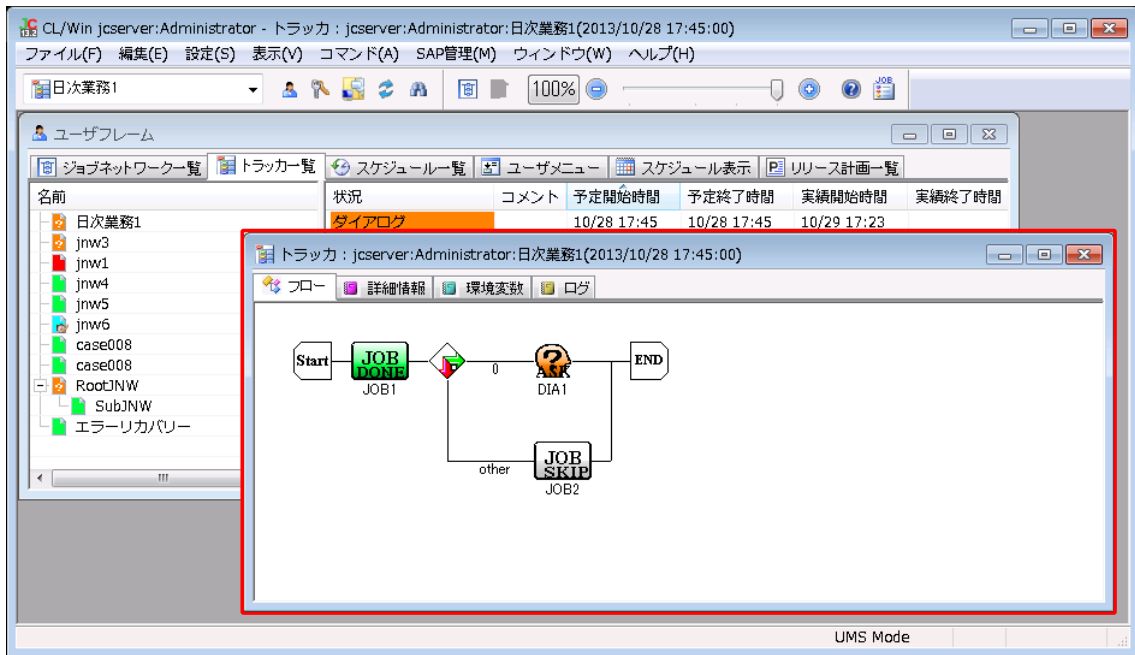 CL/Win jcserver:Administrator - トラッカ : jcserver:Administrator:日次業務1(2013/10/28 17:45:00)
ファイル(F) 編集(E) 設定(S) 表示(V) コマンド(A) SAP管理(M) ウィンドウ(W) ヘルプ(H)
日次業務1 100% JOB
ユーザフレーム
ジョブネットワーク一覧 トラッカ一覧 スケジュール一覧 ユーザメニュー スケジュール表示 リリース計画一覧
名前 状況 コメント 予定開始時間 予定終了時間 実績開始時間 実績終了時間
日次業務1 ダイアログ 10/28 17:45 10/28 17:45 10/29 17:23
jnw3
jnw1
jnw4
jnw5
jnw6
case008
case008
RootJNW
SubJNW
エラーリカバリー
トラッカ : jcserver:Administrator:日次業務1(2013/10/28 17:45:00)
フロー 詳細情報 環境変数 ログ
Start JOB DONE 0 ? ASK END
JOB1 DIA1
other JOB SKIP
JOB2
UMS Mode